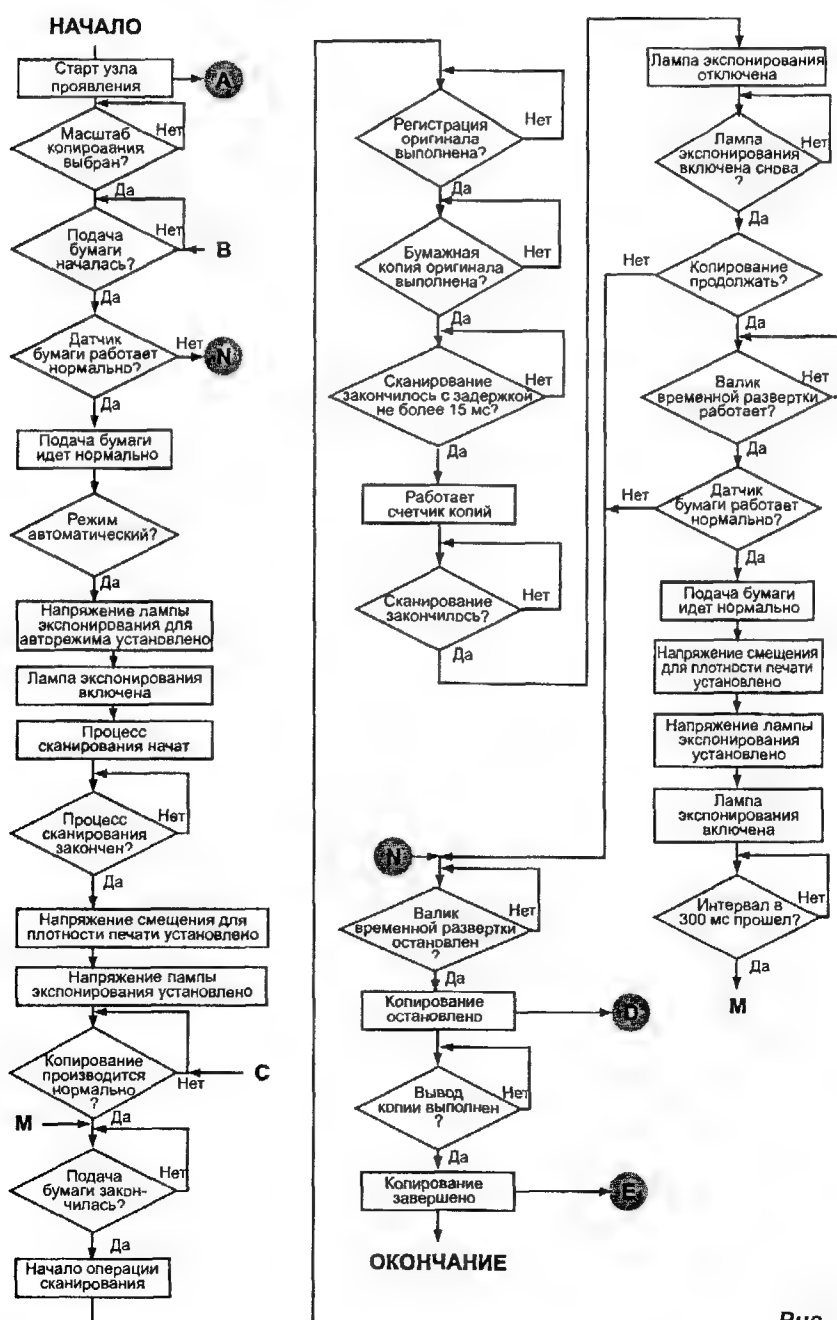 НАЧАЛО
Старт узла
проявления
A
Масштаб
копирования
выбран?
Нет
Да
Подача
бумаги
началась?
Нет
B
Да
Датчик
бумаги работает
нормально?
Нет
N
Да
Подача бумаги
идет нормально
Режим
автоматический?
Да
Напряжение лампы
экспонирования для
авторежима установлено
Лампа экспонирования
включена
Процесс
сканирования начат
Процесс
сканирования
закончен?
Нет
Да
Напряжение смещения для
плотности печати установлено
Напряжение лампы
экспонирования установлено
Копирование
производится
нормально
?
Нет
C
M
Да
Подача
бумаги закон-
чилась?
Нет
Да
Начало операции
сканирования
Регистрация
оригинала
выполнена?
Нет
Да
Бумажная
копия оригинала
выполнена?
Нет
Да
Сканирование
закончилось с задержкой
не более 15 мс?
Нет
Да
Работает
счетчик копий
Сканирование
закончилось?
Нет
Да
N
Валик
временной развертки
остановлен
?
Нет
Да
Копирование
остановлено
D
Вывод
копии выполнен
?
Нет
Да
Копирование
завершено
E
ОКОНЧАНИЕ
Лампа экспонирования
отключена
Лампа
экспонирования
включена снова
?
Нет
Да
Копирование
продолжать?
Нет
Да
Валик
временной развертки
работает?
Нет
Да
Датчик
бумаги работает
нормально?
Нет
Да
Подача бумаги
идет нормально
Напряжение смещения
для плотности печати
установлено
Напряжение лампы
экспонирования
установлено
Лампа
экспонирования
включена
Интервал в
300 мс прошел?
Нет
Да
M